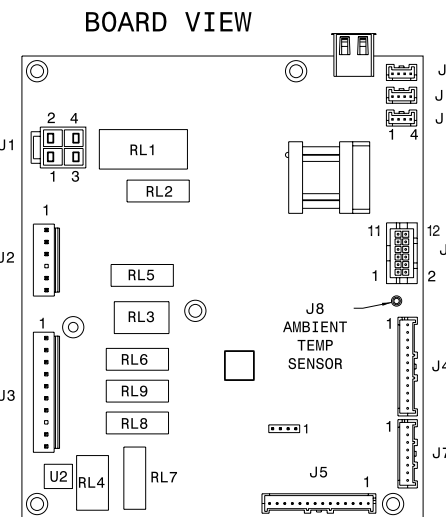 BOARD VIEW
J
J
J
1 4
2 4
J1
1 3
RL1
RL2
1
J2
11 12
J
1 2
RL5
J8
AMBIENT
TEMP
SENSOR
RL3
1
1
RL6
J4
RL9
J3
RL8
1
1
J7
U2
RL4
RL7
J5
1